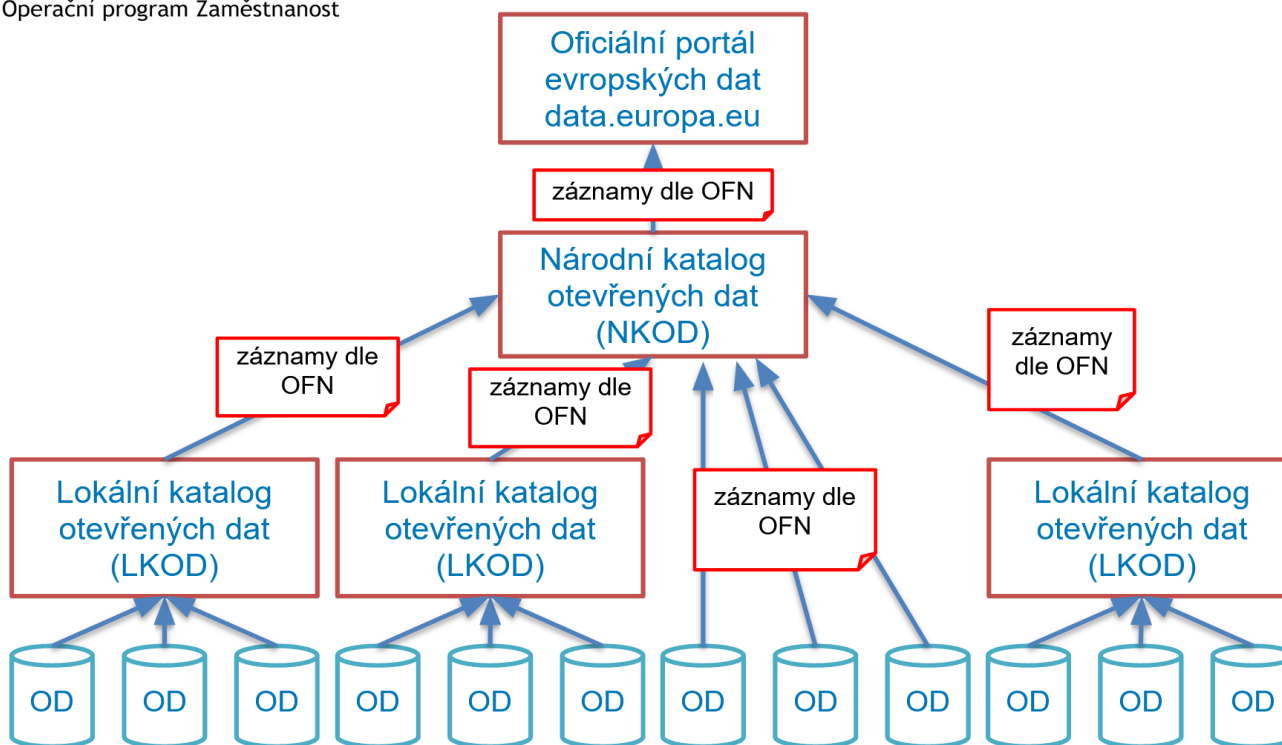 Operační program Zaměstnanost
Oficiální portál
evropských dat
data.europa.eu
záznamy dle OFN
Národní katalog
otevřených dat
(NKOD)
záznamy dle
OFN
záznamy dle
OFN
záznamy dle
OFN
záznamy
dle OFN
Lokální katalog
otevřených dat
(LKOD)
Lokální katalog
otevřených dat
(LKOD)
Lokální katalog
otevřených dat
(LKOD)
OD
OD
OD
OD
OD
OD
OD
OD
OD
OD
OD
OD